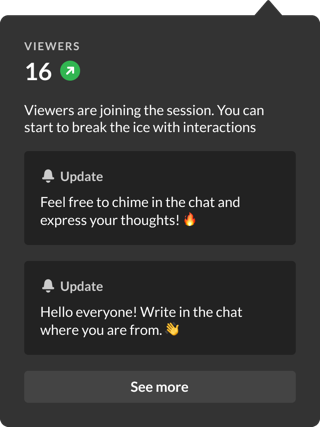 VIEWERS
16
Viewers are joining the session. You can
start to break the ice with interactions
Update
Feel free to chime in the chat and
express your thoughts! 🔥
Update
Hello everyone! Write in the chat
where you are from. 👋
See more